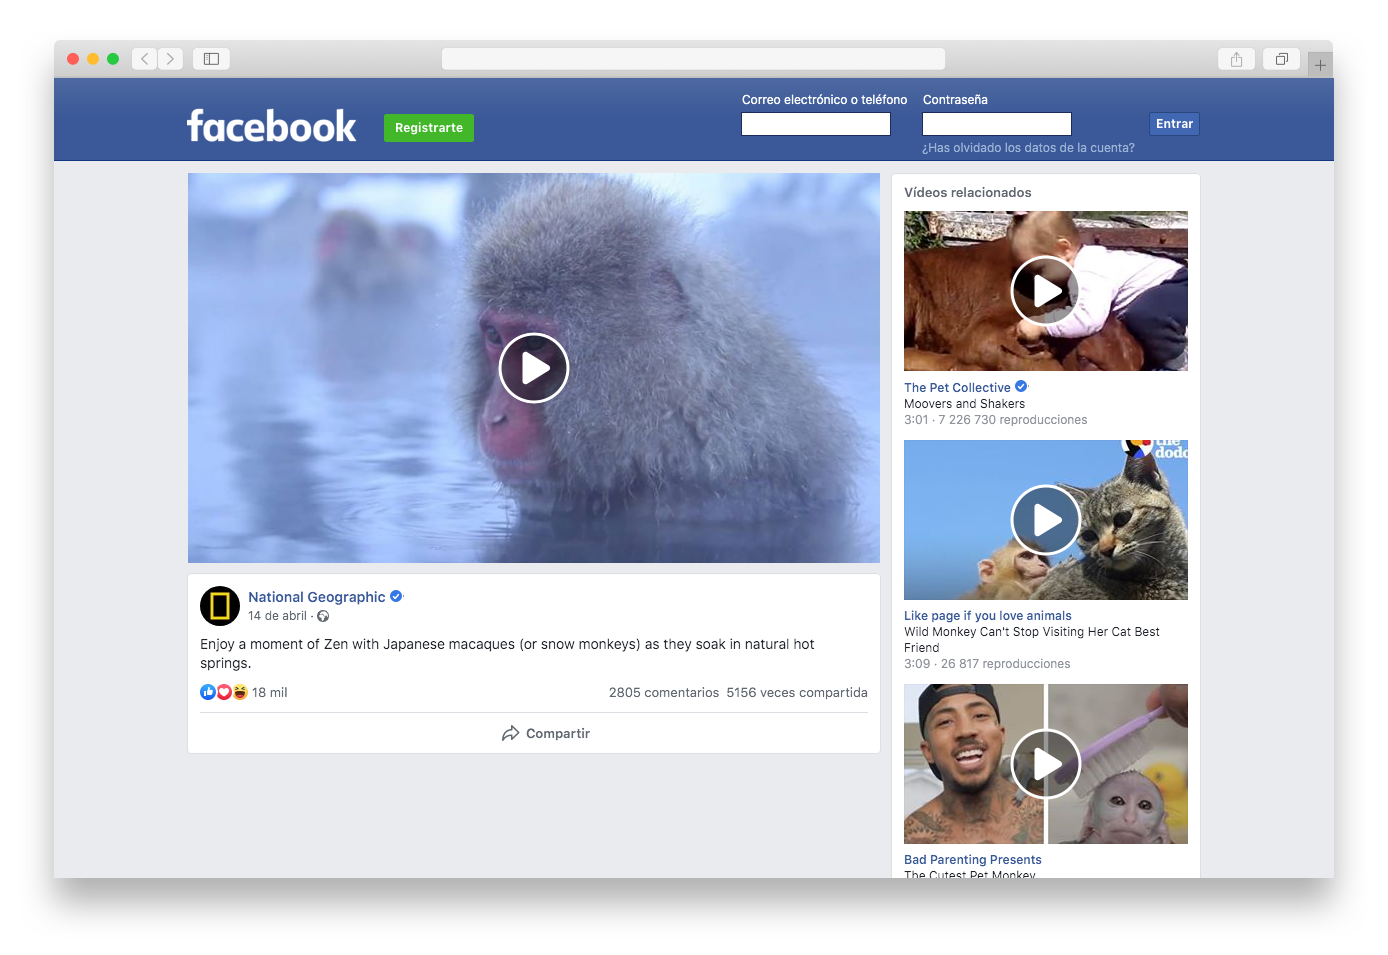 facebook
Registrarte
Correo electrónico o teléfono
Contraseña
Entrar
¿Has olvidado los datos de la cuenta?
National Geographic
14 de abril ·
Enjoy a moment of Zen with Japanese macaques (or snow monkeys) as they soak in natural hot
springs.
18 mil
2805 comentarios 5156 veces compartida
Compartir
Vídeos relacionados
The Pet Collective
Moovers and Shakers
3:01 · 7 226 730 reproducciones
the
dodo
Like page if you love animals
Wild Monkey Can't Stop Visiting Her Cat Best
Friend
3:09 · 26 817 reproducciones
Bad Parenting Presents
The Cutest Pet Monkey